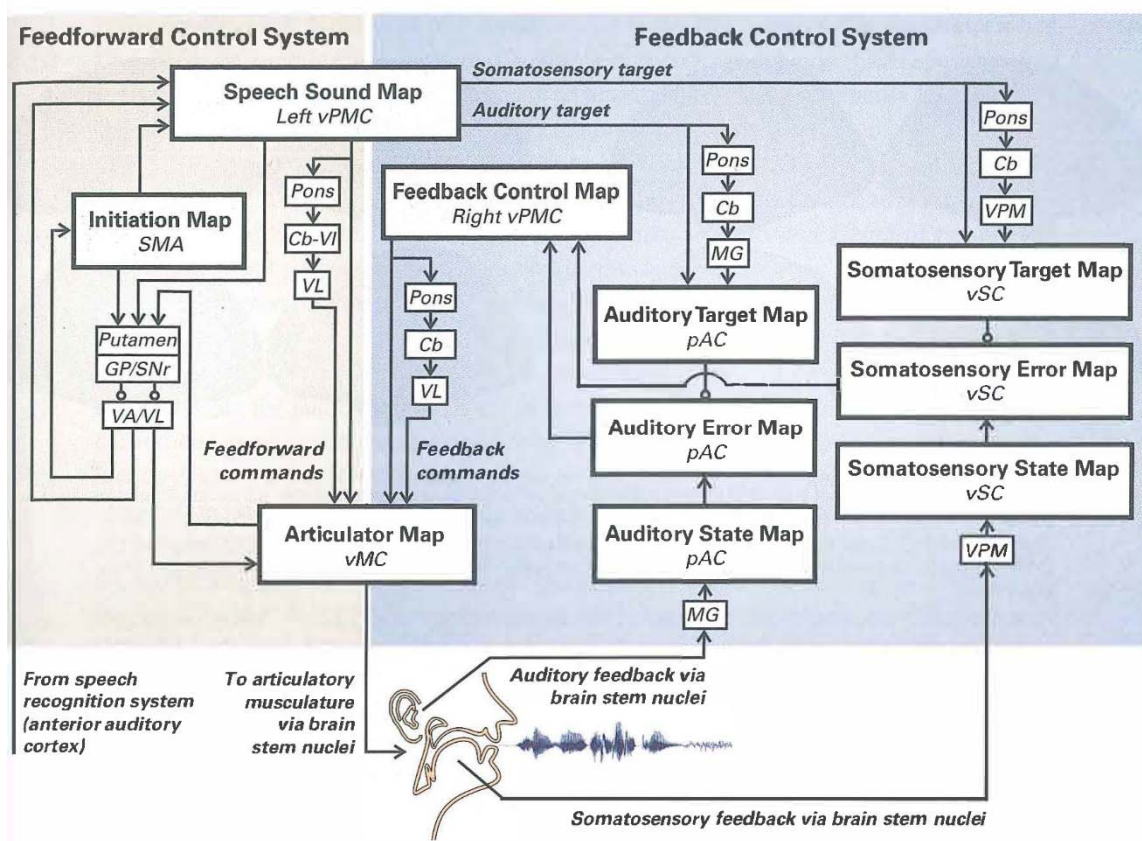 Feedforward Control System
Feedback Control System
Speech Sound Map
Left vPMC
Somatosensory target
Auditory target
Pons
Cb
VPM
Pons
Cb
MG
Pons
Cb-VI
VL
Initiation Map
SMA
Feedback Control Map
Right vPMC
Pons
Cb
VL
Putamen
GP/SNr
VA/VL
Auditory Target Map
pAC
Somatosensory Target Map
vSC
Somatosensory Error Map
vSC
Auditory Error Map
pAC
Somatosensory State Map
vSC
Feedforward
commands
Feedback
commands
Articulator Map
vMC
Auditory State Map
pAC
VPM
MG
From speech
recognition system
(anterior auditory
cortex)
To articulatory
musculature
via brain
stem nuclei
Auditory feedback via
brain stem nuclei
Somatosensory feedback via brain stem nuclei